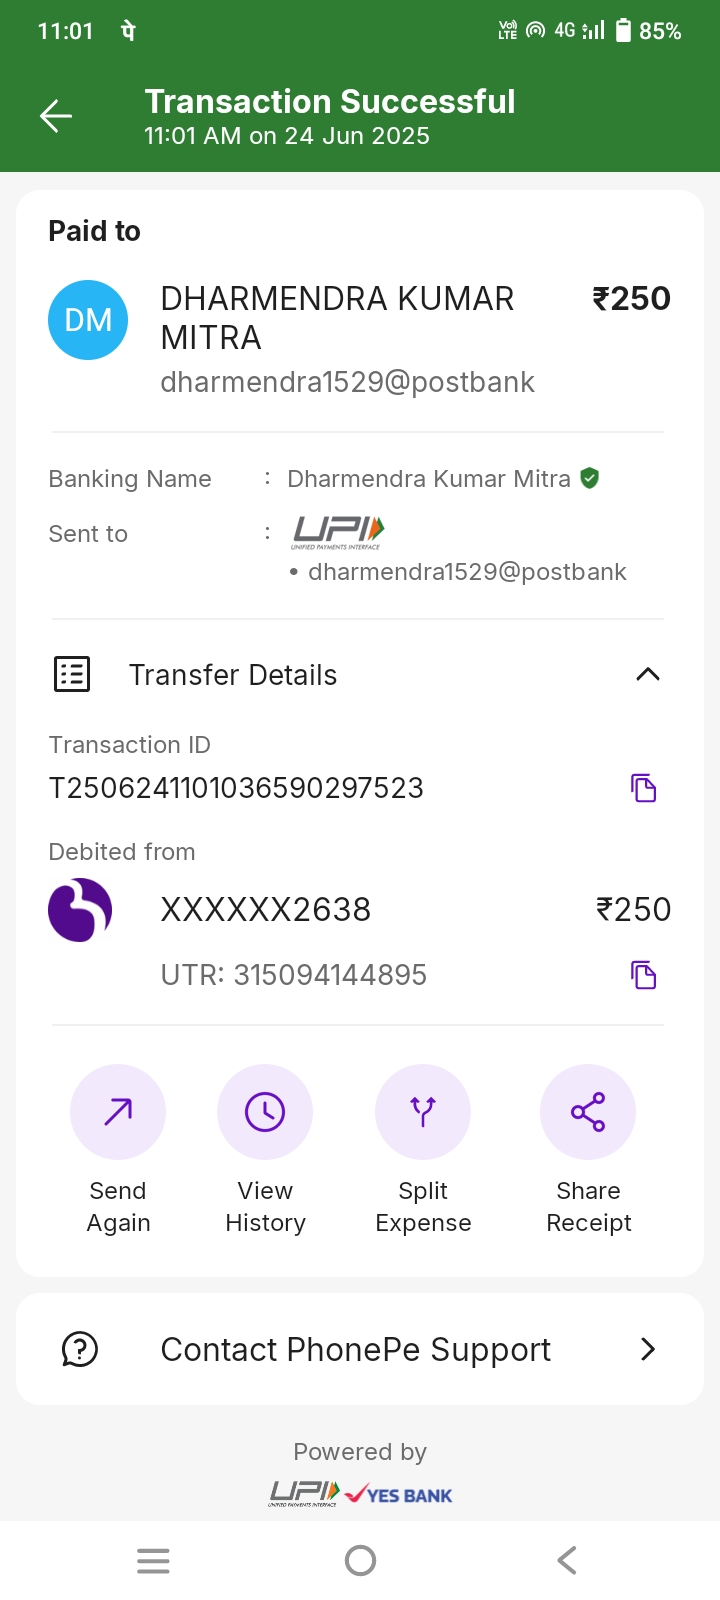 11:01 पे VoLTE 4G 85%
Transaction Successful
11:01 AM on 24 Jun 2025
Paid to
DM DHARMENDRA KUMAR ₹250
MITRA
dharmendra1529@postbank
Banking Name : Dharmendra Kumar Mitra
Sent to : UPI
UNIFIED PAYMENTS INTERFACE
• dharmendra1529@postbank
Transfer Details
Transaction ID
T2506241101036590297523
Debited from
XXXXXX2638 ₹250
UTR: 315094144895
Send Again
View History
Split Expense
Share Receipt
Contact PhonePe Support
Powered by
UPI YES BANK
UNIFIED PAYMENTS INTERFACE